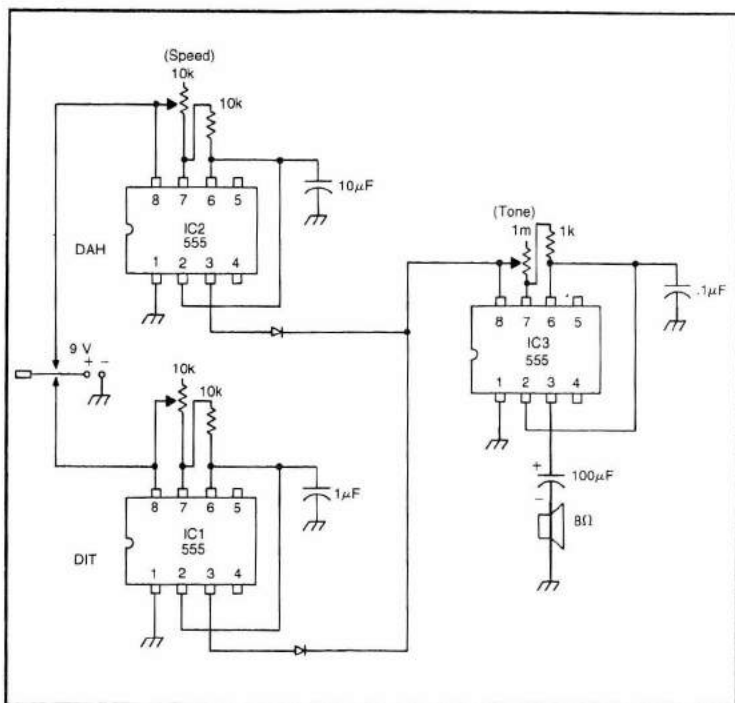 (Speed)
10k
10k
8 7 6 5
10µF
IC2
555
DAH
1 2 3 4
(Tone)
1m 1k
8 7 6 5
.1µF
IC3
555
1 2 3 4
9 V
+ −
10k
10k
+
100µF
−
8Ω
8 7 6 5
1µF
IC1
555
DIT
1 2 3 4